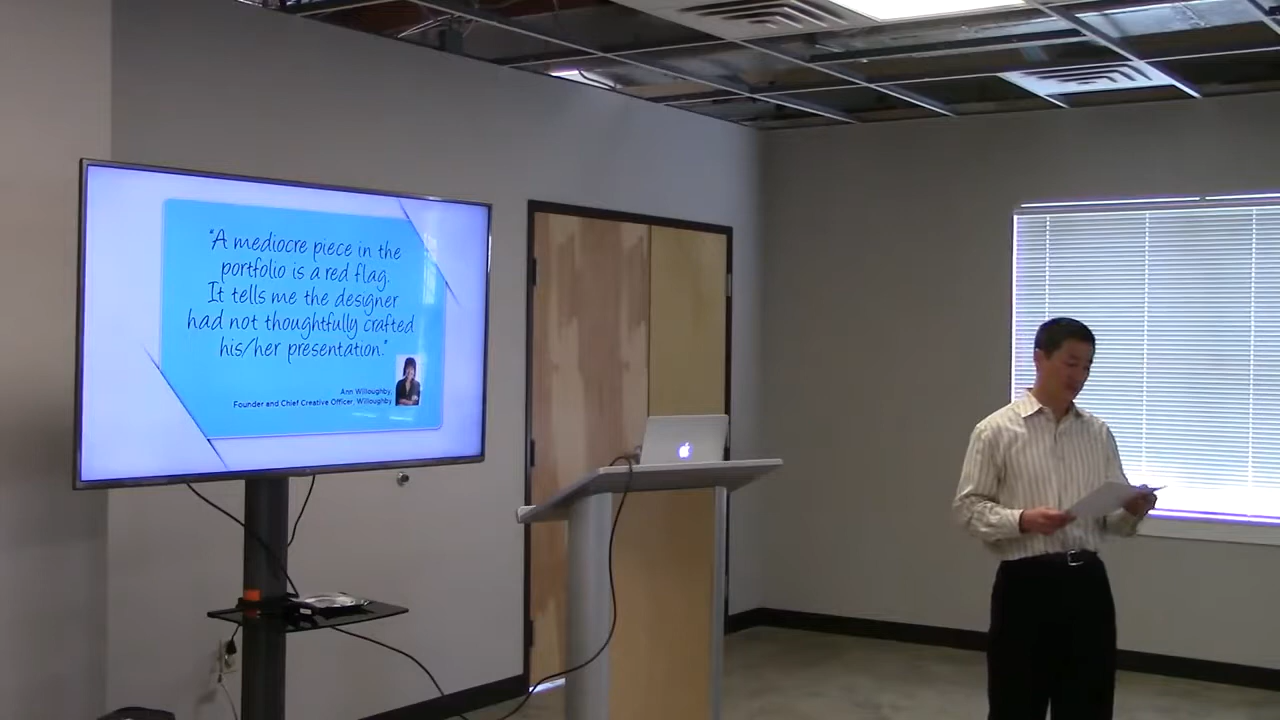 "A mediocre piece in the
portfolio is a red flag.
It tells me the designer
had not thoughtfully crafted
his/her presentation."
Ann Willoughby,
Founder and Chief Creative Officer, Willoughby